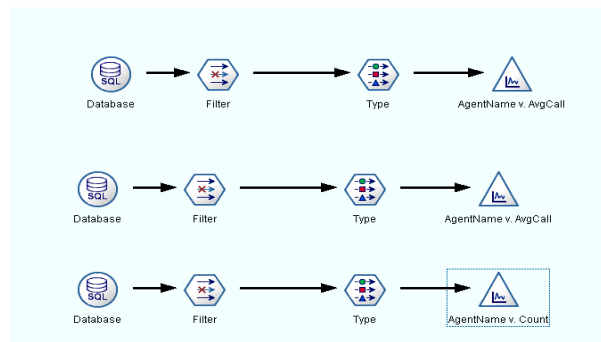 SQL
Database
Filter
Type
AgentName v. AvgCall
SQL
Database
Filter
Type
AgentName v. AvgCall
SQL
Database
Filter
Type
AgentName v. Count